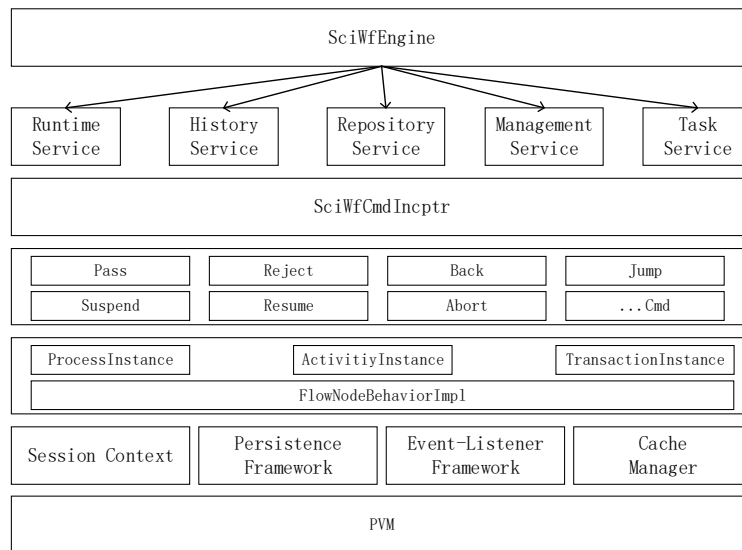 SciWfEngine
Runtime
Service
History
Service
Repository
Service
Management
Service
Task
Service
SciWfCmdIncptr
Pass
Reject
Back
Jump
Suspend
Resume
Abort
...Cmd
ProcessInstance
ActivitiyInstance
TransactionInstance
FlowNodeBehaviorImpl
Session Context
Persistence
Framework
Event-Listener
Framework
Cache
Manager
PVM